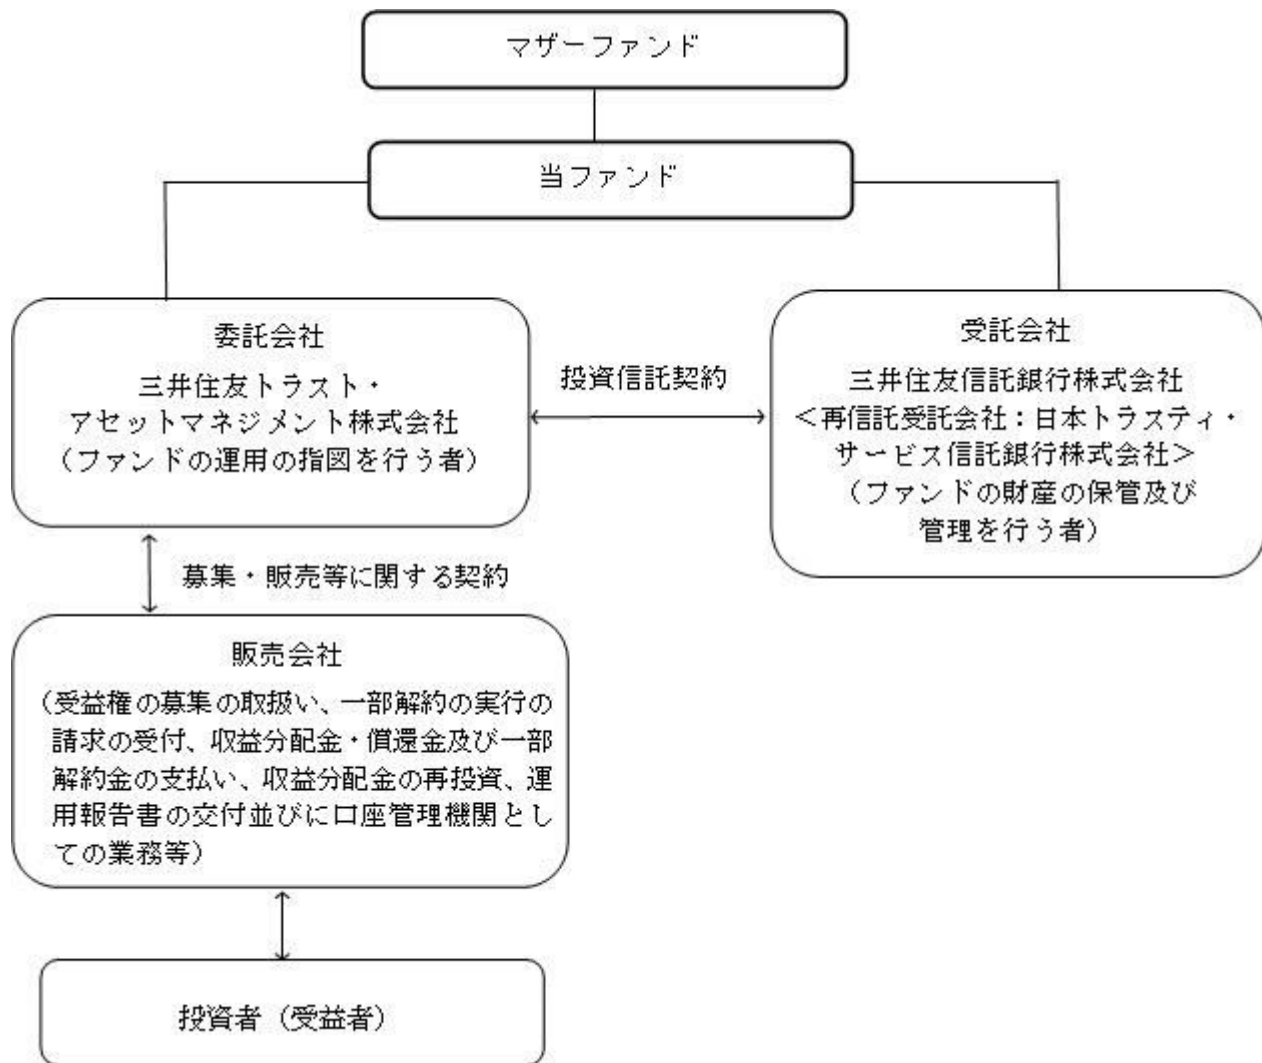 マザーファンド
当ファンド
委託会社
三井住友トラスト・
アセットマネジメント株式会社
（ファンドの運用の指図を行う者）
投資信託契約
受託会社
三井住友信託銀行株式会社
＜再信託受託会社：日本トラスティ・
サービス信託銀行株式会社＞
（ファンドの財産の保管及び
管理を行う者）
募集・販売等に関する契約
販売会社
（受益権の募集の取扱い、一部解約の実行の
請求の受付、収益分配金・償還金及び一部
解約金の支払い、収益分配金の再投資、運
用報告書の交付並びに口座管理機関とし
ての業務等）
投資者（受益者）